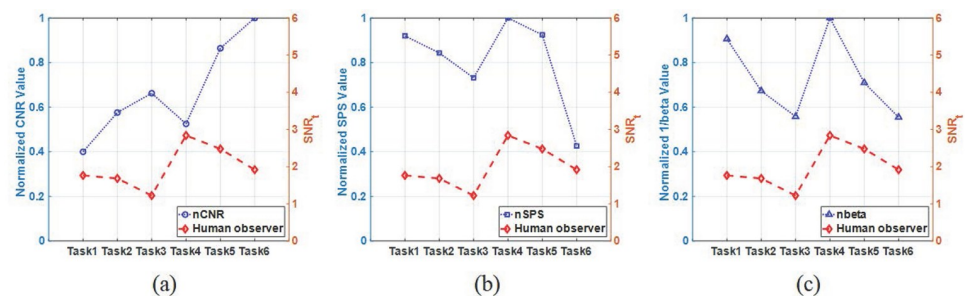 Normalized CNR Value
1
0.8
0.6
0.4
0.2
0
6
5
4
3
2
1
0
SNRt
nCNR
Human observer
Task1 Task2 Task3 Task4 Task5 Task6
(a)
Normalized SPS Value
1
0.8
0.6
0.4
0.2
0
6
5
4
3
2
1
0
SNRt
nSPS
Human observer
Task1 Task2 Task3 Task4 Task5 Task6
(b)
Normalized 1/beta Value
1
0.8
0.6
0.4
0.2
0
6
5
4
3
2
1
0
SNRt
nbeta
Human observer
Task1 Task2 Task3 Task4 Task5 Task6
(c)